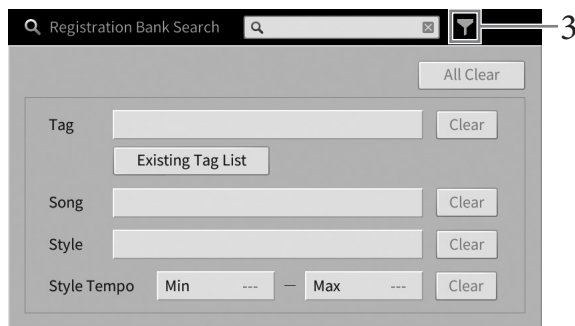 Registration Bank Search
3
All Clear
Tag Clear
Existing Tag List
Song Clear
Style Clear
Style Tempo Min --- — Max --- Clear